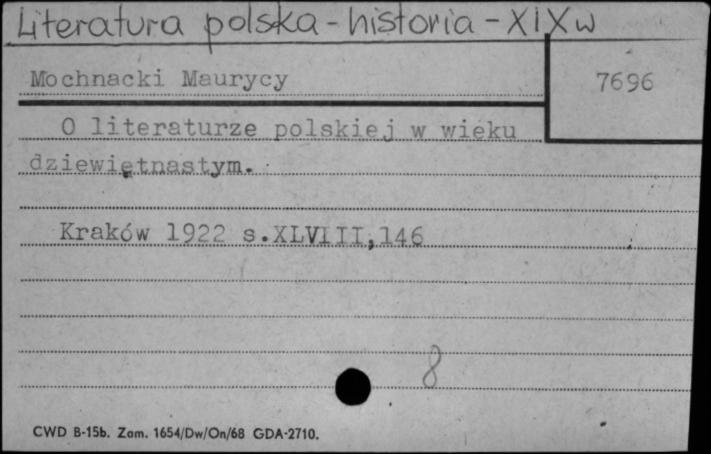 Literatura polska - historia - XIX w
Mochnacki Maurycy
7696
O literaturze polskiej w wieku
dziewiętnastym.
Kraków 1922 s.XLVIII,146
8
CWD B-15b. Zam. 1654/Dw/On/68 GDA-2710.